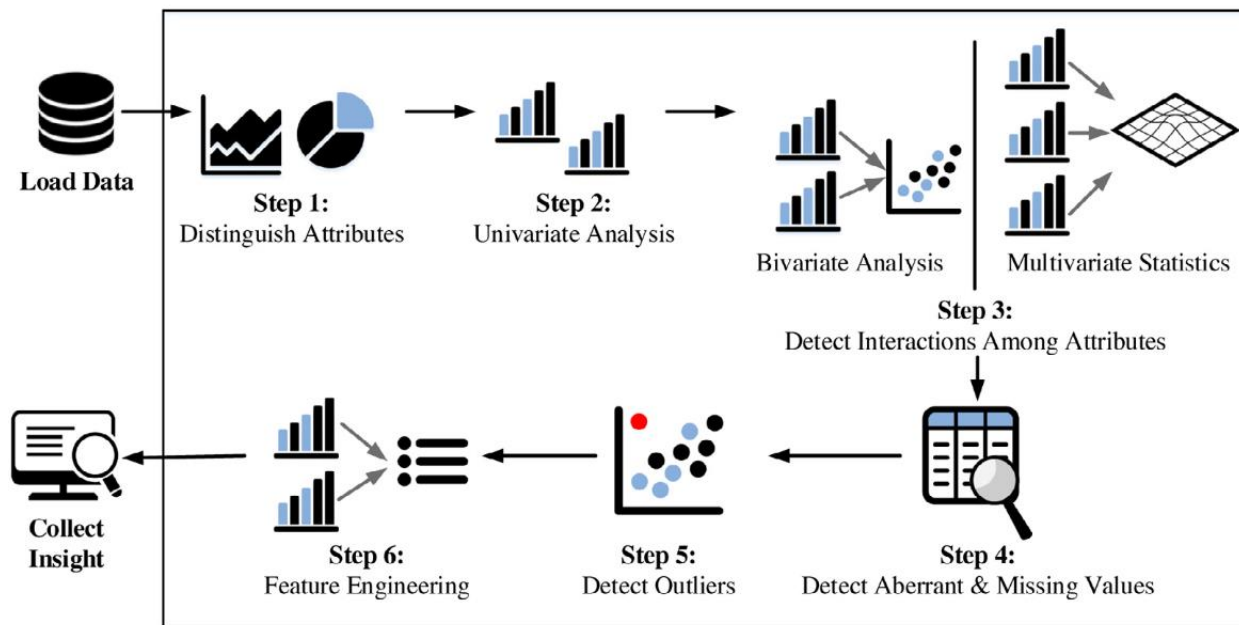 Load Data
Step 1:
Distinguish Attributes
Step 2:
Univariate Analysis
Bivariate Analysis
Multivariate Statistics
Step 3:
Detect Interactions Among Attributes
Step 4:
Detect Aberrant & Missing Values
Step 5:
Detect Outliers
Step 6:
Feature Engineering
Collect
Insight